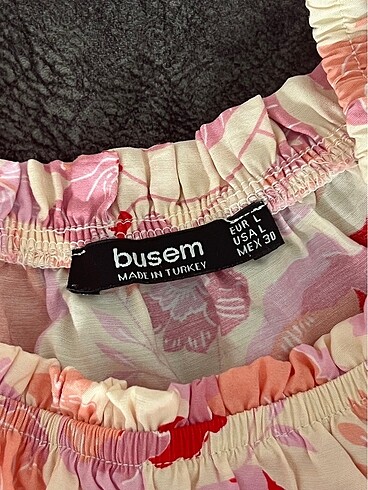 busem
MADE IN TURKEY
EUR L
USA L
MEX 30